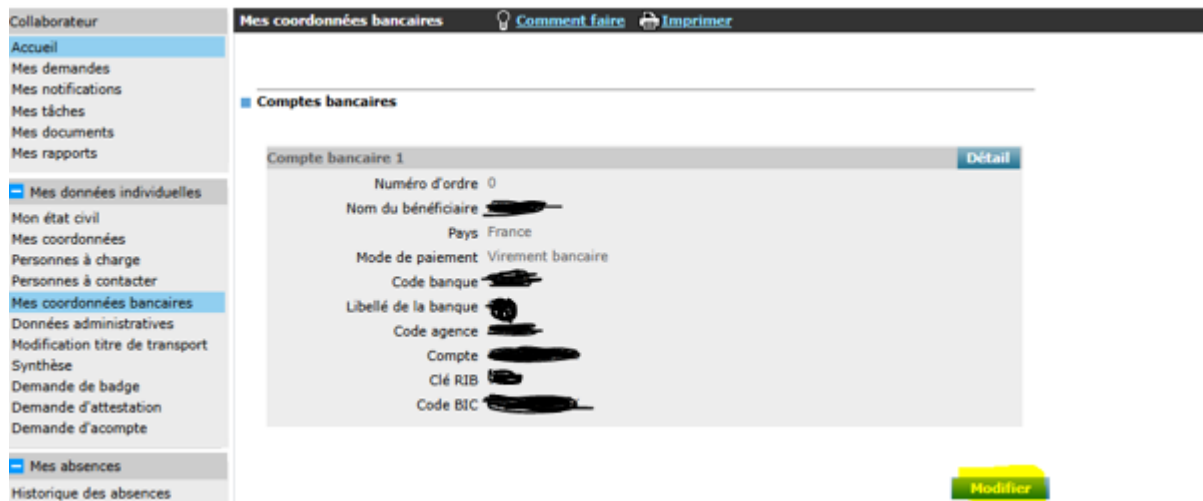 Collaborateur
Accueil
Mes demandes
Mes notifications
Mes tâches
Mes documents
Mes rapports
Mes données individuelles
Mon état civil
Mes coordonnées
Personnes à charge
Personnes à contacter
Mes coordonnées bancaires
Données administratives
Modification titre de transport
Synthèse
Demande de badge
Demande d'attestation
Demande d'acompte
Mes absences
Historique des absences
Mes coordonnées bancaires Comment faire Imprimer
Comptes bancaires
Compte bancaire 1 Détail
Numéro d'ordre 0
Nom du bénéficiaire
Pays France
Mode de paiement Virement bancaire
Code banque
Libellé de la banque
Code agence
Compte
Clé RIB
Code BIC
Modifier